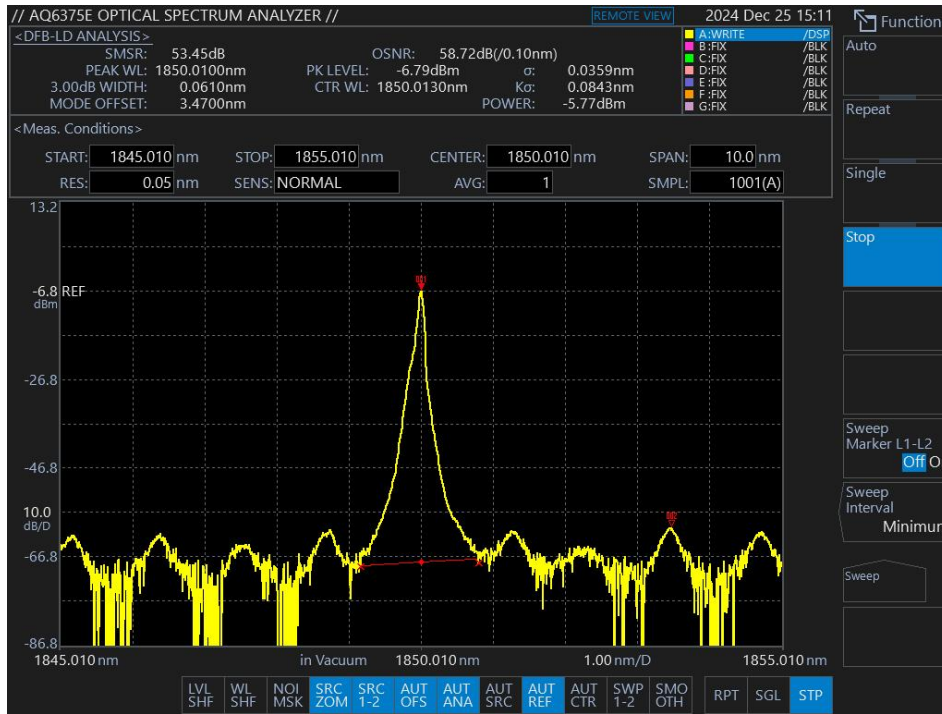 // AQ6375E OPTICAL SPECTRUM ANALYZER //
REMOTE VIEW
2024 Dec 25 15:11
Function
<DFB-LD ANALYSIS>
SMSR: 53.45dB OSNR: 58.72dB(/0.10nm)
PEAK WL: 1850.0100nm PK LEVEL: -6.79dBm σ: 0.0359nm
3.00dB WIDTH: 0.0610nm CTR WL: 1850.0130nm Kσ: 0.0843nm
MODE OFFSET: 3.4700nm POWER: -5.77dBm
A:WRITE /DSP
B:FIX /BLK
C:FIX /BLK
D:FIX /BLK
E:FIX /BLK
F:FIX /BLK
G:FIX /BLK
<Meas. Conditions>
START: 1845.010 nm STOP: 1855.010 nm CENTER: 1850.010 nm SPAN: 10.0 nm
RES: 0.05 nm SENS: NORMAL AVG: 1 SMPL: 1001(A)
13.2
-6.8 REF
dBm
-26.8
-46.8
10.0
dB/D
-66.8
-86.8
1845.010 nm in Vacuum 1850.010 nm 1.00 nm/D 1855.010 nm
LVL SHF
WL SHF
NOI MSK
SRC ZOM
SRC 1-2
AUT OFS
AUT ANA
AUT SRC
AUT REF
AUT CTR
SWP 1-2
SMO OTH
RPT
SGL
STP
Auto
Repeat
Single
Stop
Sweep
Marker L1-L2
Off O
Sweep
Interval
Minimum
Sweep